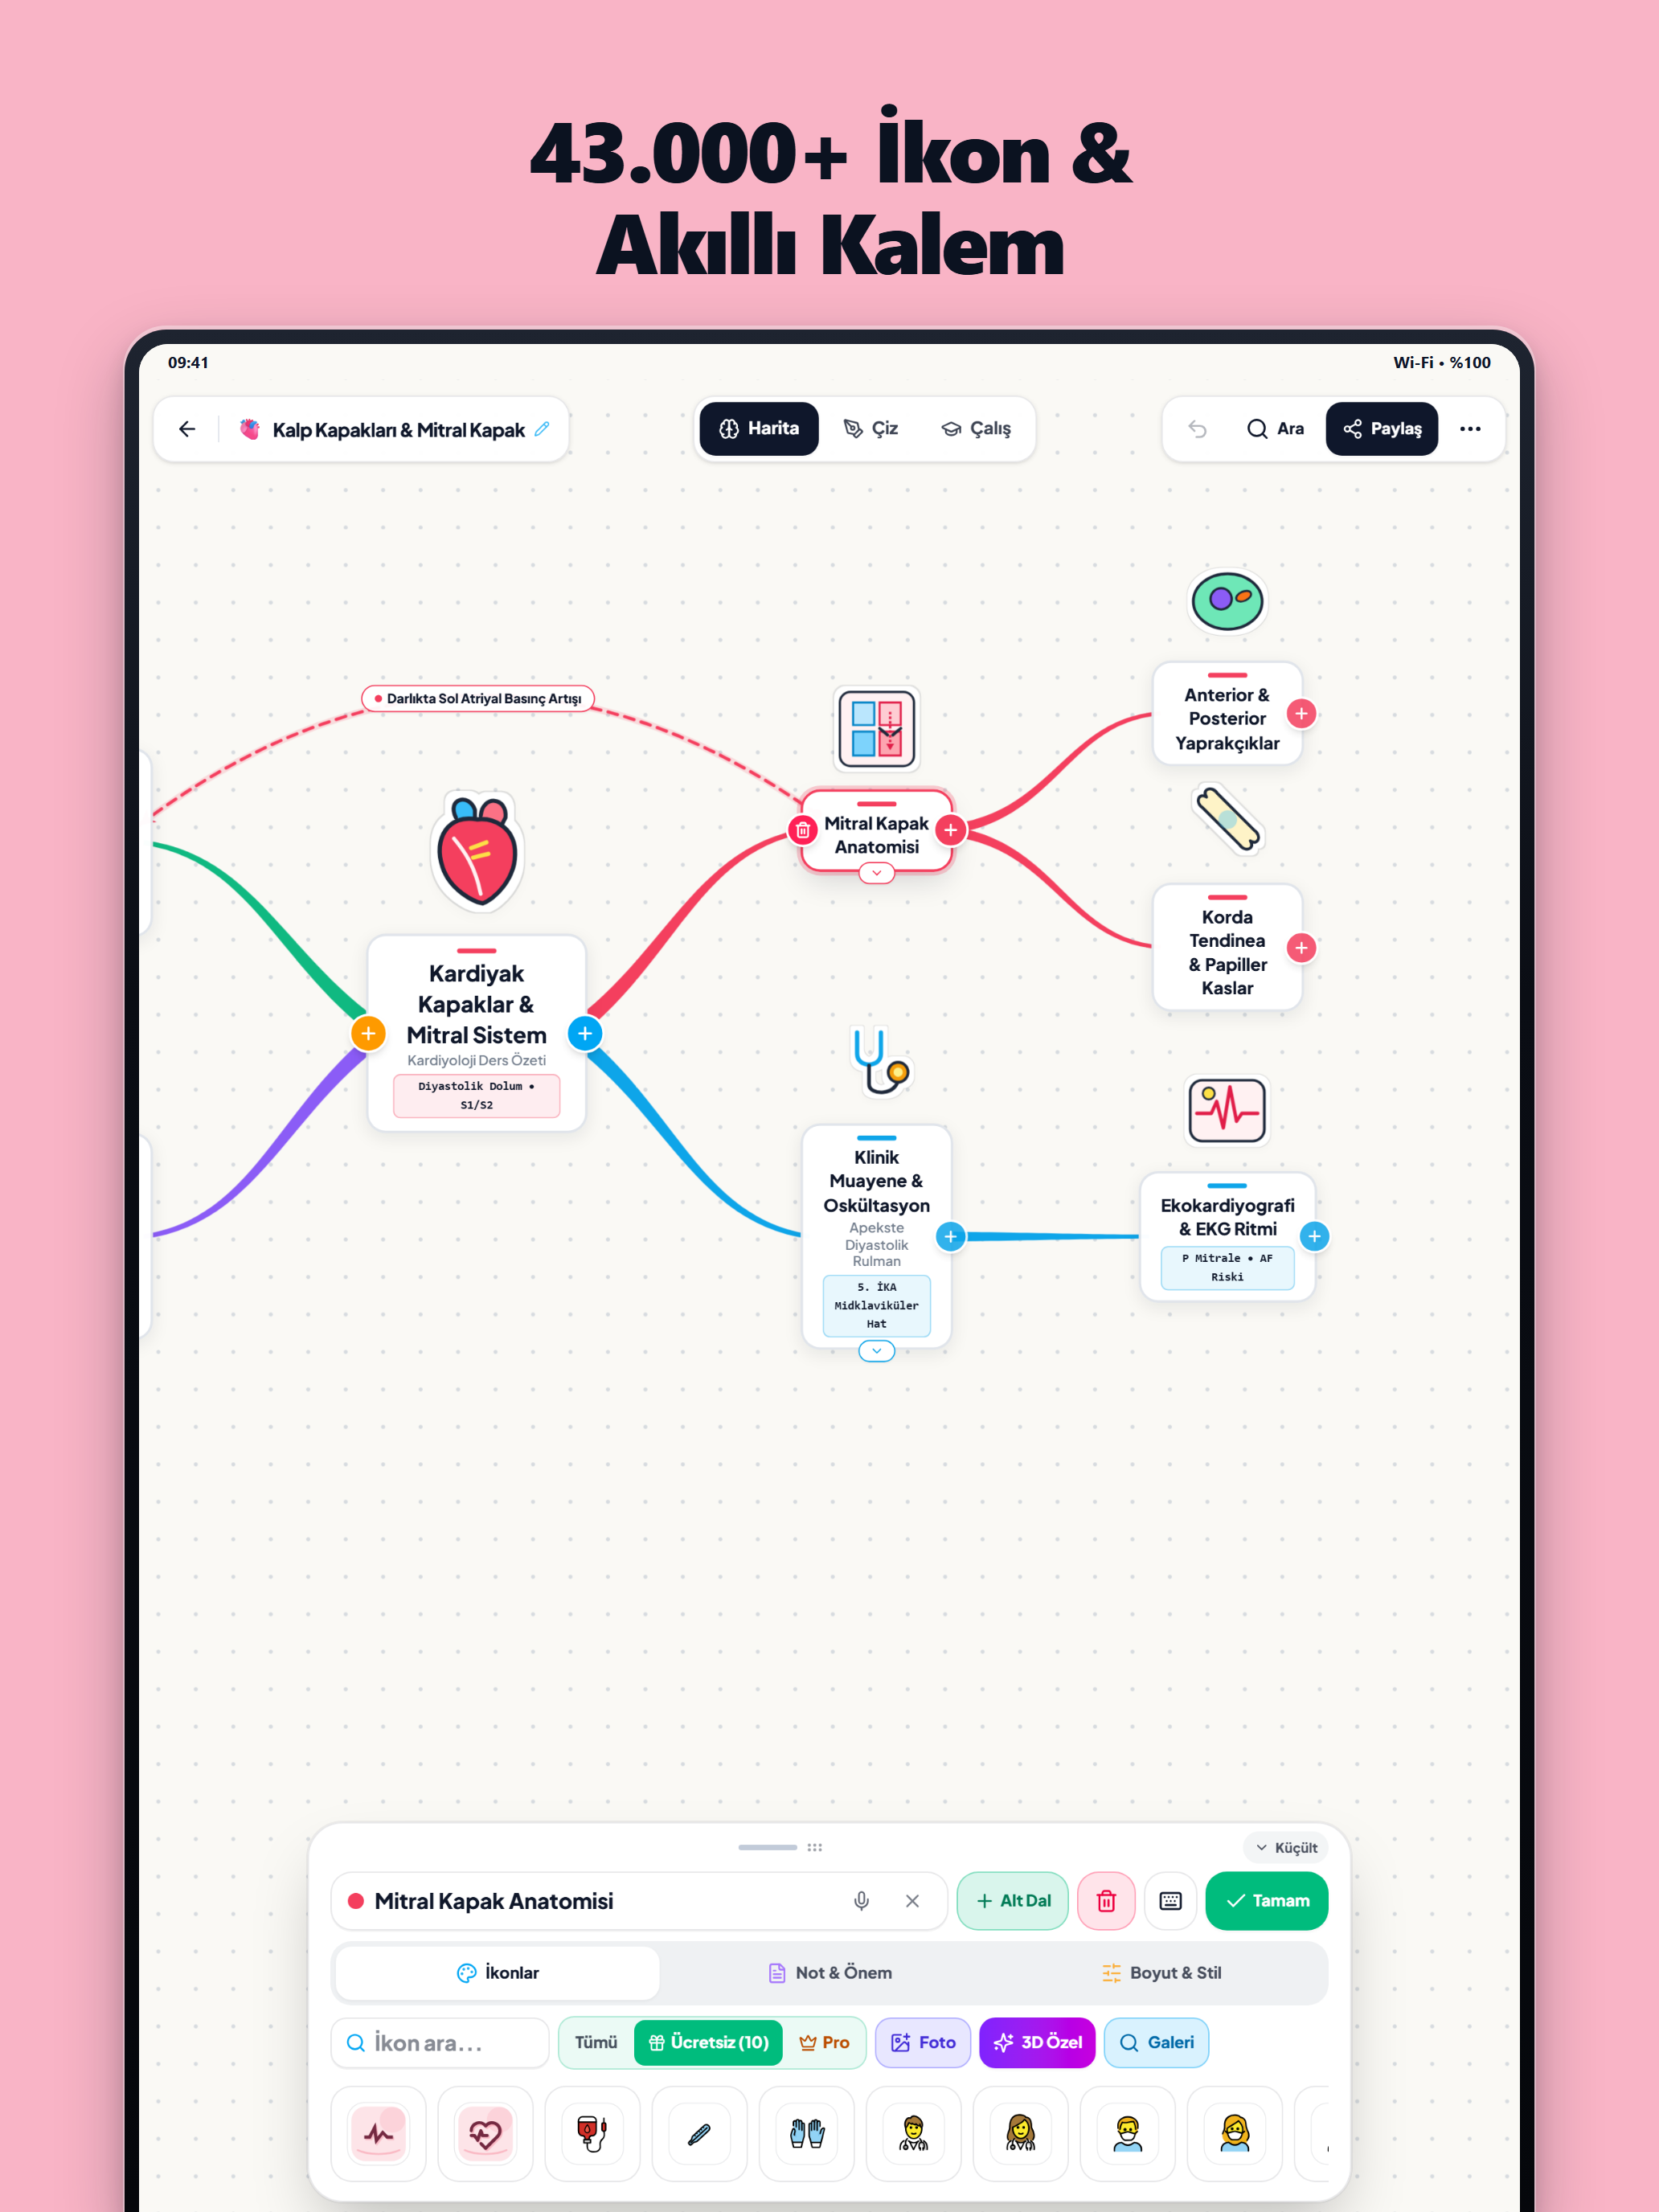 43.000+ İkon &
Akıllı Kalem
09:41
Wi-Fi • %100
Kalp Kapakları & Mitral Kapak
Harita
Çiz
Çalış
Ara
Paylaş
Darlıkta Sol Atriyal Basınç Artışı
Anterior &
Posterior
Yaprakçıklar
Mitral Kapak
Anatomisi
Korda
Tendinea
& Papiller
Kaslar
Kardiyak
Kapaklar &
Mitral Sistem
Kardiyoloji Ders Özeti
Diyastolik Dolum •
S1/S2
Klinik
Muayene &
Oskültasyon
Apekste
Diyastolik
Rulman
5. İKA
Midklaviküler
Hat
Ekokardiyografi
& EKG Ritmi
P Mitrale • AF
Riski
Küçült
Mitral Kapak Anatomisi
+ Alt Dal
Tamam
İkonlar
Not & Önem
Boyut & Stil
İkon ara...
Tümü
Ücretsiz (10)
Pro
Foto
3D Özel
Galeri